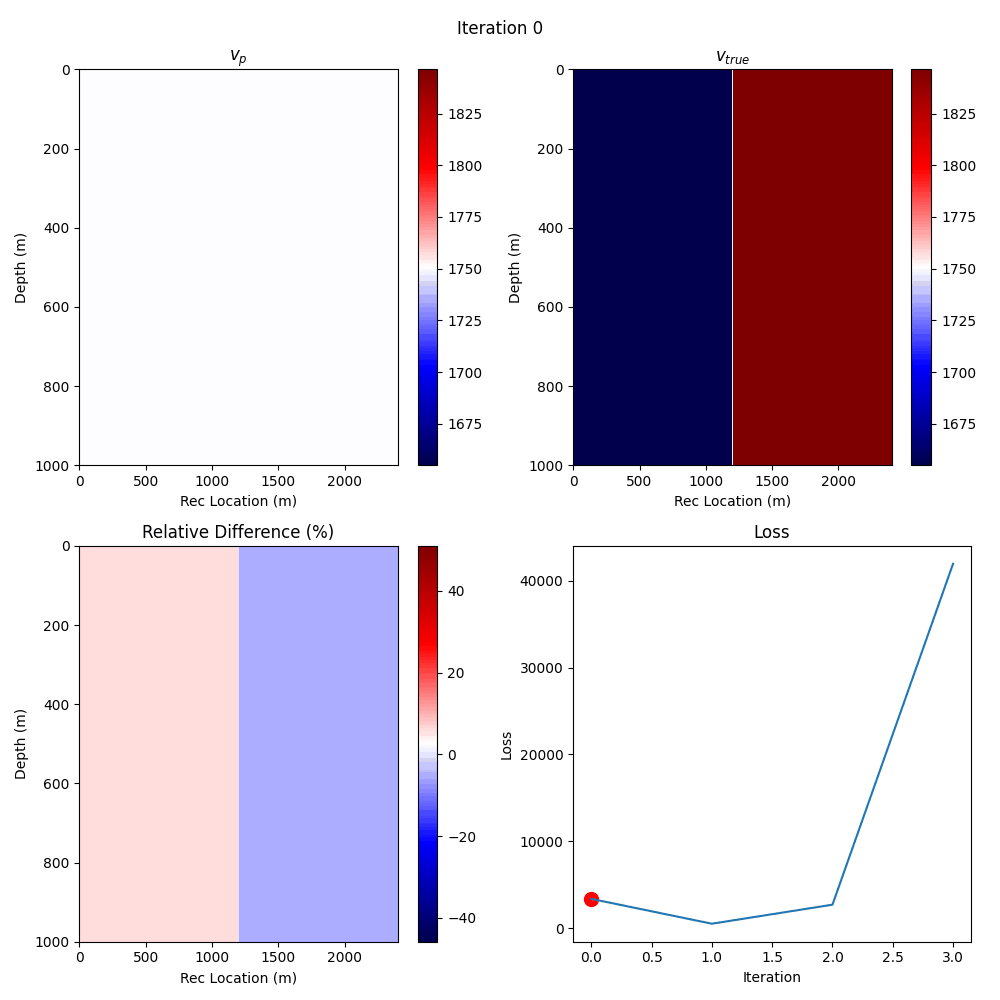 Iteration 0
v_p
0
200
400
600
800
1000
Depth (m)
0 500 1000 1500 2000
Rec Location (m)
1825
1800
1775
1750
1725
1700
1675
v_true
0
200
400
600
800
1000
Depth (m)
0 500 1000 1500 2000
Rec Location (m)
1825
1800
1775
1750
1725
1700
1675
Relative Difference (%)
0
200
400
600
800
1000
Depth (m)
0 500 1000 1500 2000
Rec Location (m)
40
20
0
−20
−40
Loss
40000
30000
20000
10000
0
Loss
0.0 0.5 1.0 1.5 2.0 2.5 3.0
Iteration